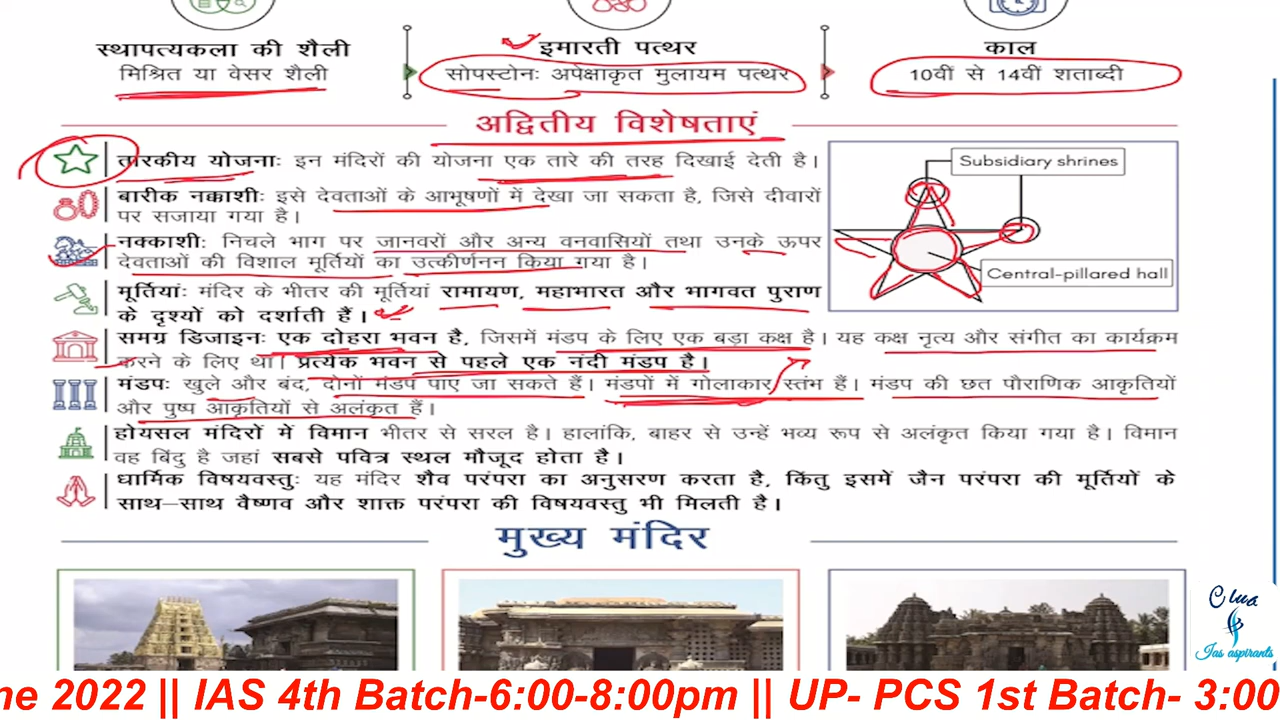 स्थापत्यकला की शैली
मिश्रित या वेसर शैली
इमारती पत्थर
सोपस्टोनः अपेक्षाकृत मुलायम पत्थर
काल
10वीं से 14वीं शताब्दी
अद्वितीय विशेषताएं
तारकीय योजनाः इन मंदिरों की योजना एक तारे की तरह दिखाई देती है।
बारीक नक्काशीः इसे देवताओं के आभूषणों में देखा जा सकता है, जिसे दीवारों
पर सजाया गया है।
नक्काशीः निचले भाग पर जानवरों और अन्य वनवासियों तथा उनके ऊपर
देवताओं की विशाल मूर्तियों का उत्कीर्णनन किया गया है।
मूर्तियांः मंदिर के भीतर की मूर्तियां रामायण, महाभारत और भागवत पुराण
के दृश्यों को दर्शाती हैं।
Subsidiary shrines
Central-pillared hall
समग्र डिजाइनः एक दोहरा भवन है, जिसमें मंडप के लिए एक बड़ा कक्ष है। यह कक्ष नृत्य और संगीत का कार्यक्रम
करने के लिए था। प्रत्येक भवन से पहले एक नंदी मंडप है।
मंडपः खुले और बंद, दोनों मंडप पाए जा सकते हैं। मंडपों में गोलाकार स्तंभ हैं। मंडप की छत पौराणिक आकृतियों
और पुष्प आकृतियों से अलंकृत हैं।
होयसल मंदिरों में विमान भीतर से सरल है। हालांकि, बाहर से उन्हें भव्य रूप से अलंकृत किया गया है। विमान
वह बिंदु है जहां सबसे पवित्र स्थल मौजूद होता है।
धार्मिक विषयवस्तुः यह मंदिर शैव परंपरा का अनुसरण करता है, किंतु इसमें जैन परंपरा की मूर्तियों के
साथ–साथ वैष्णव और शाक्त परंपरा की विषयवस्तु भी मिलती है।
मुख्य मंदिर
Clue
Ias aspirants
ne 2022 || IAS 4th Batch-6:00-8:00pm || UP- PCS 1st Batch- 3:00